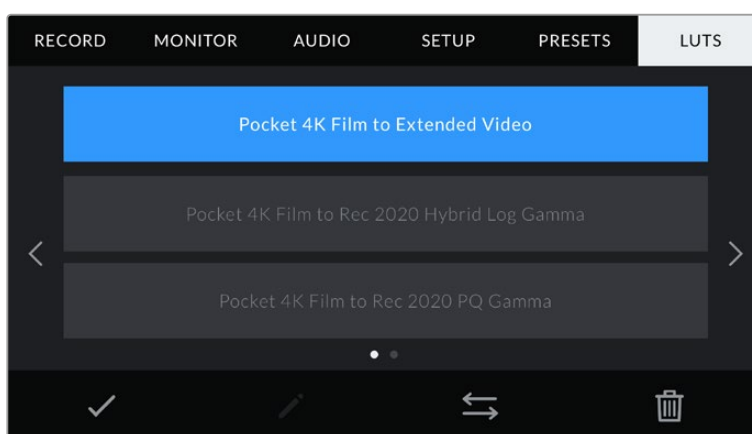 RECORD MONITOR AUDIO SETUP PRESETS LUTS
Pocket 4K Film to Extended Video
Pocket 4K Film to Rec 2020 Hybrid Log Gamma
Pocket 4K Film to Rec 2020 PQ Gamma